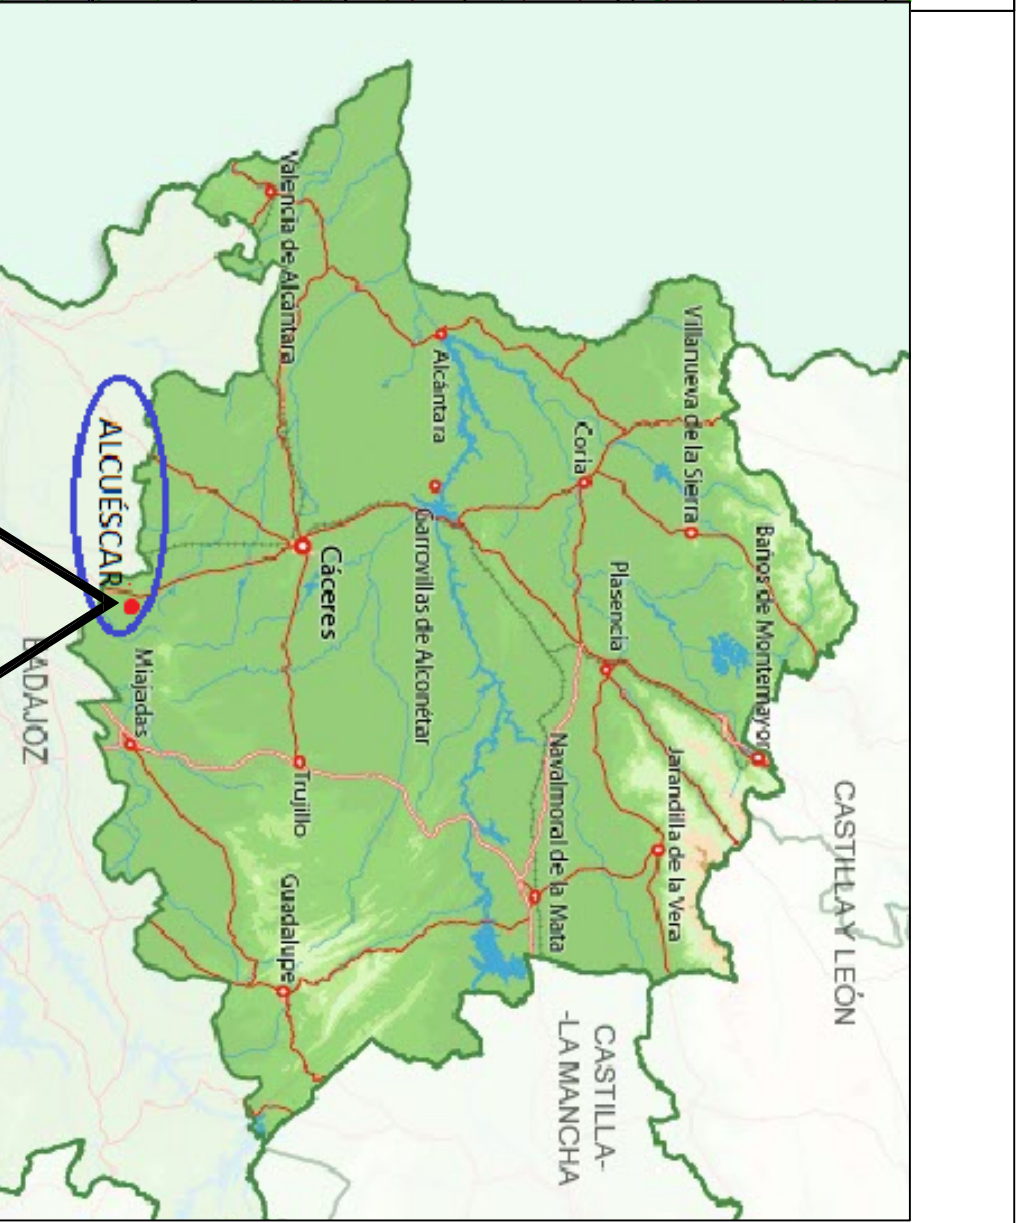 CASTILLA Y LEÓN
Baños de Montemayor
Villanueva de la Sierra
Jarandilla de la Vera
Plasencia
CASTILLA-
-LA MANCHA
Coria
Navalmoral de la Mata
Alcántara
Garrovillas de Alconétar
Cáceres
Trujillo
Valencia de Alcántara
Guadalupe
Miajadas
ALCUÉSCAR
BADAJOZ